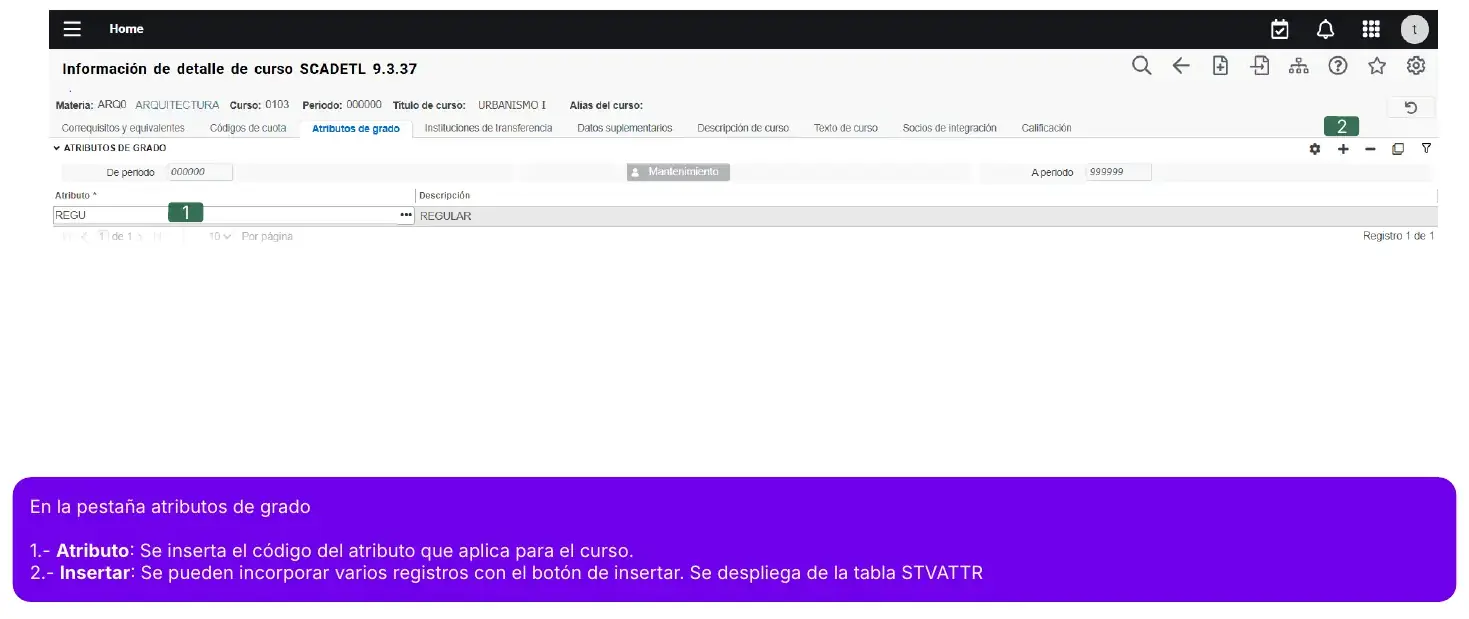 Home
t
Información de detalle de curso SCADETL 9.3.37
Materia: ARQ0 ARQUITECTURA Curso: 0103 Periodo: 000000 Título de curso: URBANISMO I Alias del curso:
Correquisitos y equivalentes Códigos de cuota Atributos de grado Instituciones de transferencia Datos suplementarios Descripción de curso Texto de curso Socios de integración Calificación
2
ATRIBUTOS DE GRADO
De periodo 000000 Mantenimiento A periodo 999999
Atributo * Descripción
REGU 1 ••• REGULAR
1 de 1 10 Por página Registro 1 de 1
En la pestaña atributos de grado
1.- Atributo: Se inserta el código del atributo que aplica para el curso.
2.- Insertar: Se pueden incorporar varios registros con el botón de insertar. Se despliega de la tabla STVATTR